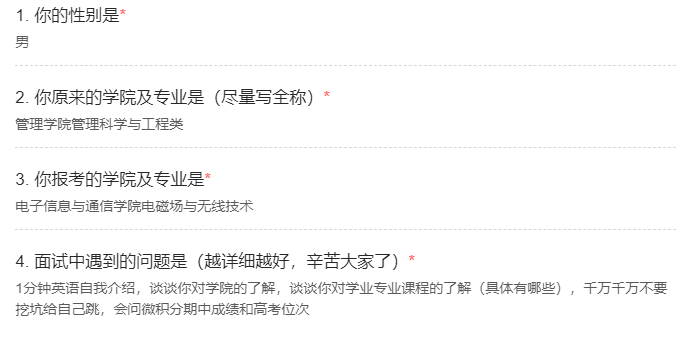 1. 你的性别是*
男
2. 你原来的学院及专业是（尽量写全称）*
管理学院管理科学与工程类
3. 你报考的学院及专业是*
电子信息与通信学院电磁场与无线技术
4. 面试中遇到的问题是（越详细越好，辛苦大家了）*
1分钟英语自我介绍，谈谈你对学院的了解，谈谈你对学业专业课程的了解（具体有哪些），千万千万不要
挖坑给自己跳，会问微积分期中成绩和高考位次